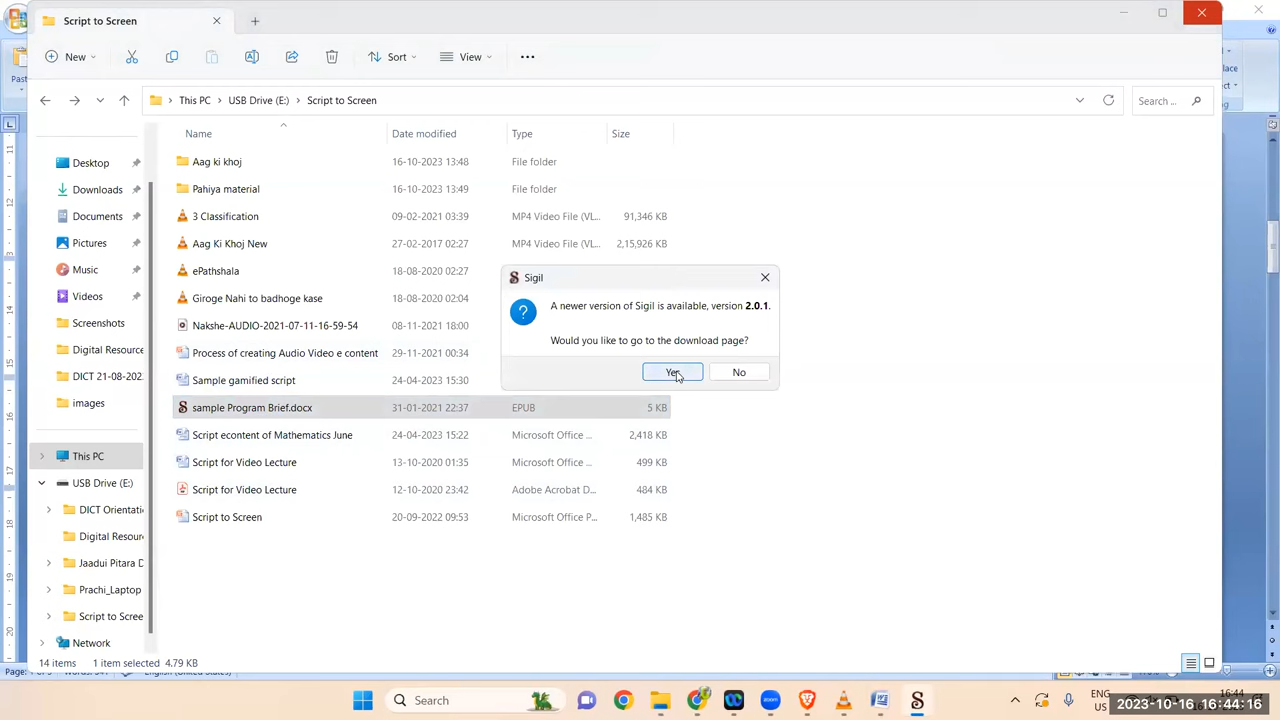 Script to Screen
New
Sort
View
Past
lace
ct
g
This PC
USB Drive (E:)
Script to Screen
Search ...
Name
Date modified
Type
Size
Desktop
Downloads
Documents
Pictures
Music
Videos
Screenshots
Digital Resource
DICT 21-08-202
images
This PC
USB Drive (E:)
DICT Orientati
Digital Resour
Jaadui Pitara D
Prachi_Laptop
Script to Scree
Network
Aag ki khoj 16-10-2023 13:48 File folder
Pahiya material 16-10-2023 13:49 File folder
3 Classification 09-02-2021 03:39 MP4 Video File (VL... 91,346 KB
Aag Ki Khoj New 27-02-2017 02:27 MP4 Video File (VL... 2,15,926 KB
ePathshala 18-08-2020 02:27
Giroge Nahi to badhoge kase 18-08-2020 02:04
Nakshe-AUDIO-2021-07-11-16-59-54 08-11-2021 18:00
Process of creating Audio Video e content 29-11-2021 00:34
Sample gamified script 24-04-2023 15:30
sample Program Brief.docx 31-01-2021 22:37 EPUB 5 KB
Script econtent of Mathematics June 24-04-2023 15:22 Microsoft Office ... 2,418 KB
Script for Video Lecture 13-10-2020 01:35 Microsoft Office ... 499 KB
Script for Video Lecture 12-10-2020 23:42 Adobe Acrobat D... 484 KB
Script to Screen 20-09-2022 09:53 Microsoft Office P... 1,485 KB
Sigil
A newer version of Sigil is available, version 2.0.1.
Would you like to go to the download page?
Yes
No
14 items 1 item selected 4.79 KB
Search
ENG
US
16:44
2023-10-16 16:44:16